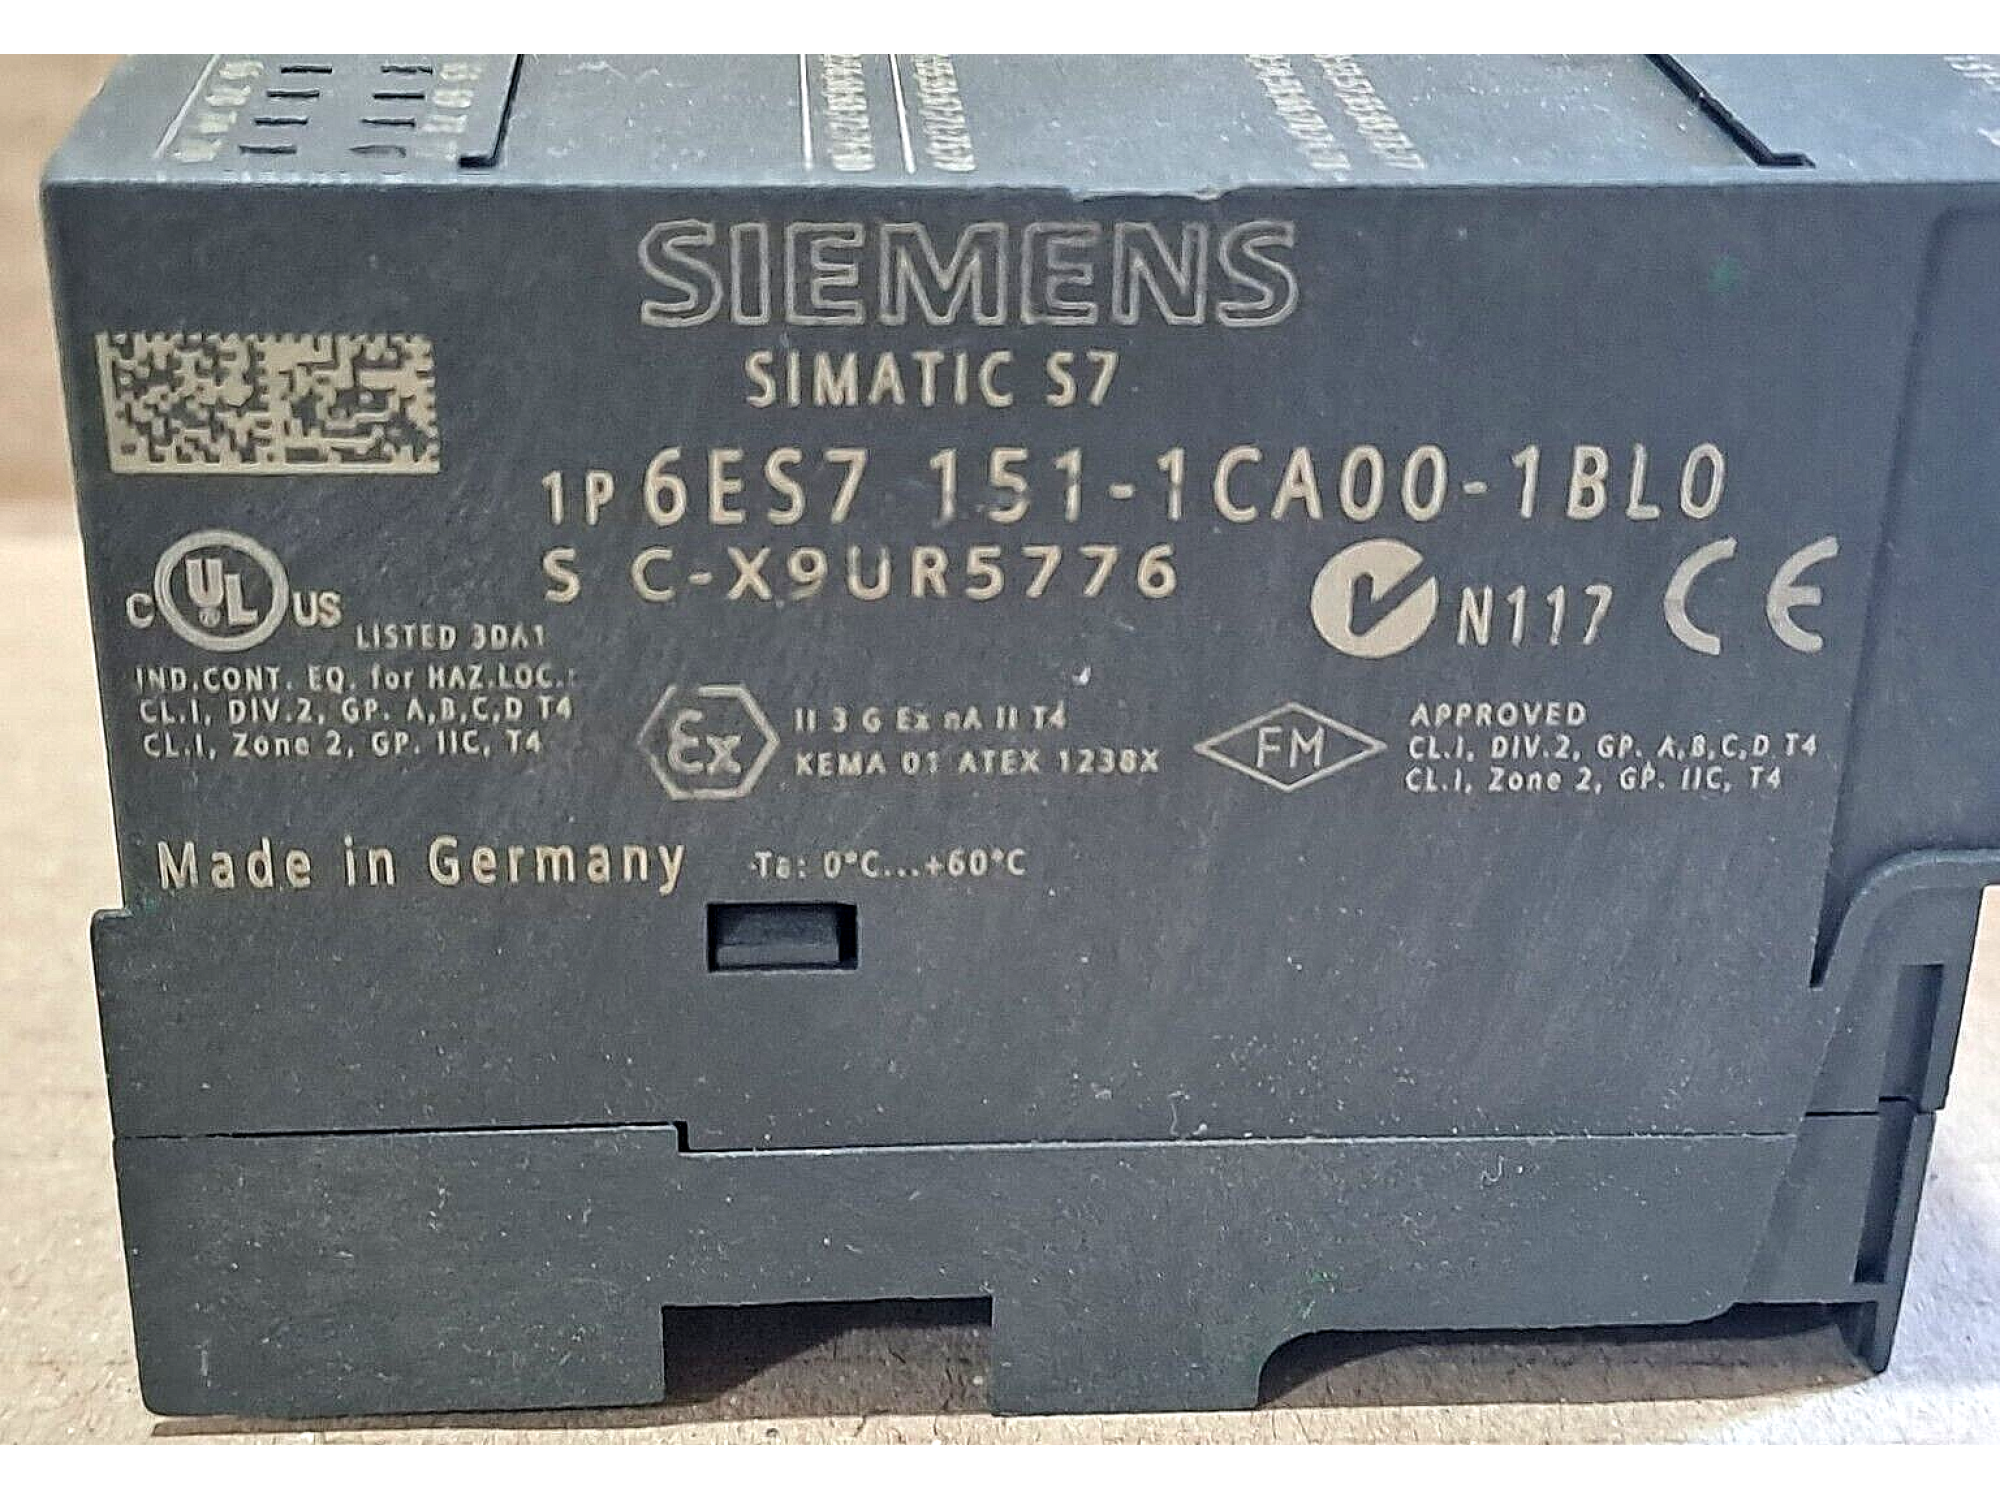 SIEMENS
SIMATIC S7
1P 6ES7 151-1CA00-1BL0
S C-X9UR5776
C UL US
LISTED 3DA1
IND.CONT. EQ. for HAZ.LOC.:
CL.I, DIV.2, GP. A,B,C,D T4
CL.I, Zone 2, GP. IIC, T4
N117 CE
Ex
II 3 G Ex nA II T4
KEMA 01 ATEX 1238X
FM
APPROVED
CL.I, DIV.2, GP. A,B,C,D T4
CL.I, Zone 2, GP. IIC, T4
Made in Germany
Ta: 0°C...+60°C